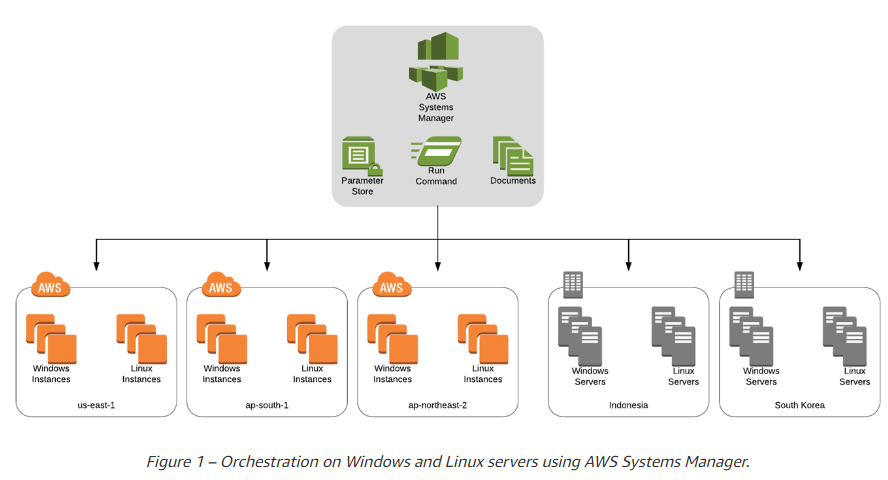 AWS
Systems
Manager
Parameter
Store
Run
Command
Documents
AWS
AWS
AWS
Windows
Instances
Linux
Instances
us-east-1
Windows
Instances
Linux
Instances
ap-south-1
Windows
Instances
Linux
Instances
ap-northeast-2
Windows
Servers
Linux
Servers
Indonesia
Windows
Servers
Linux
Servers
South Korea
Figure 1 – Orchestration on Windows and Linux servers using AWS Systems Manager.